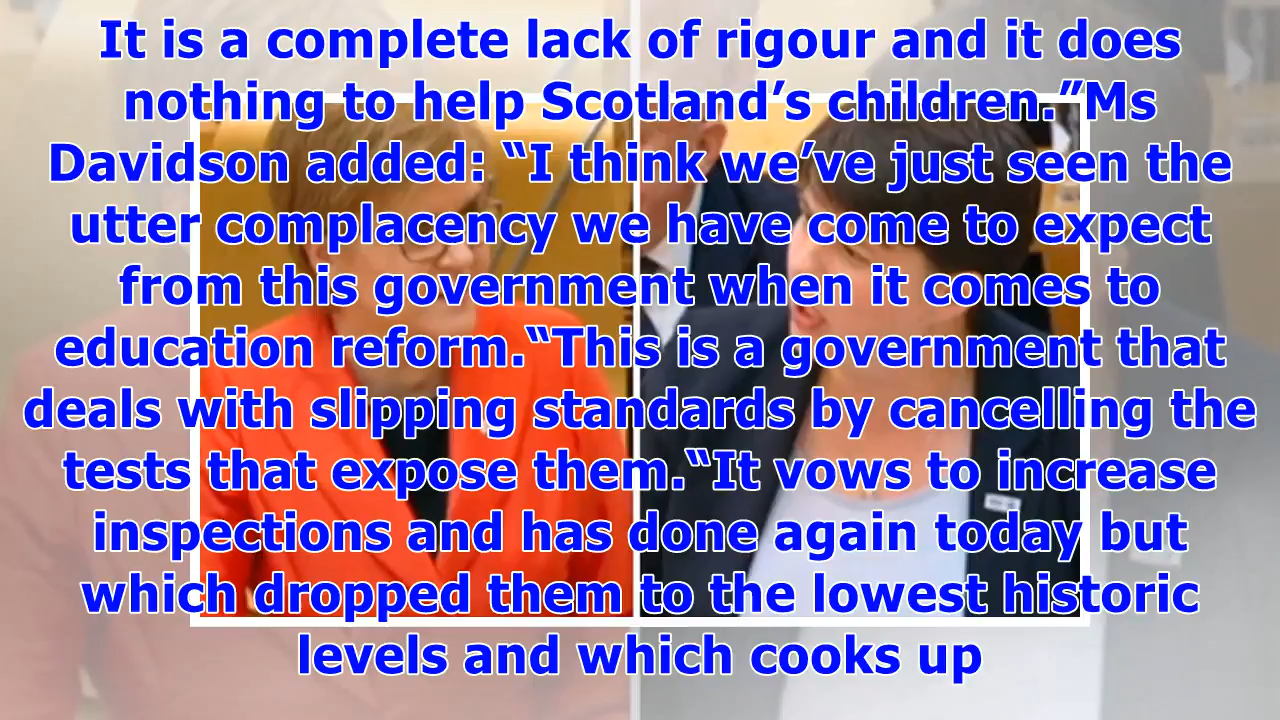 It is a complete lack of rigour and it does
nothing to help Scotland’s children.”Ms
Davidson added: “I think we’ve just seen the
utter complacency we have come to expect
from this government when it comes to
education reform.“This is a government that
deals with slipping standards by cancelling the
tests that expose them.“It vows to increase
inspections and has done again today but
which dropped them to the lowest historic
levels and which cooks up